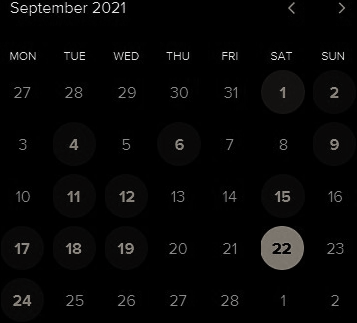 September 2021
MON TUE WED THU FRI SAT SUN
27 28 29 30 31 1 2
3 4 5 6 7 8 9
10 11 12 13 14 15 16
17 18 19 20 21 22 23
24 25 26 27 28 1 2